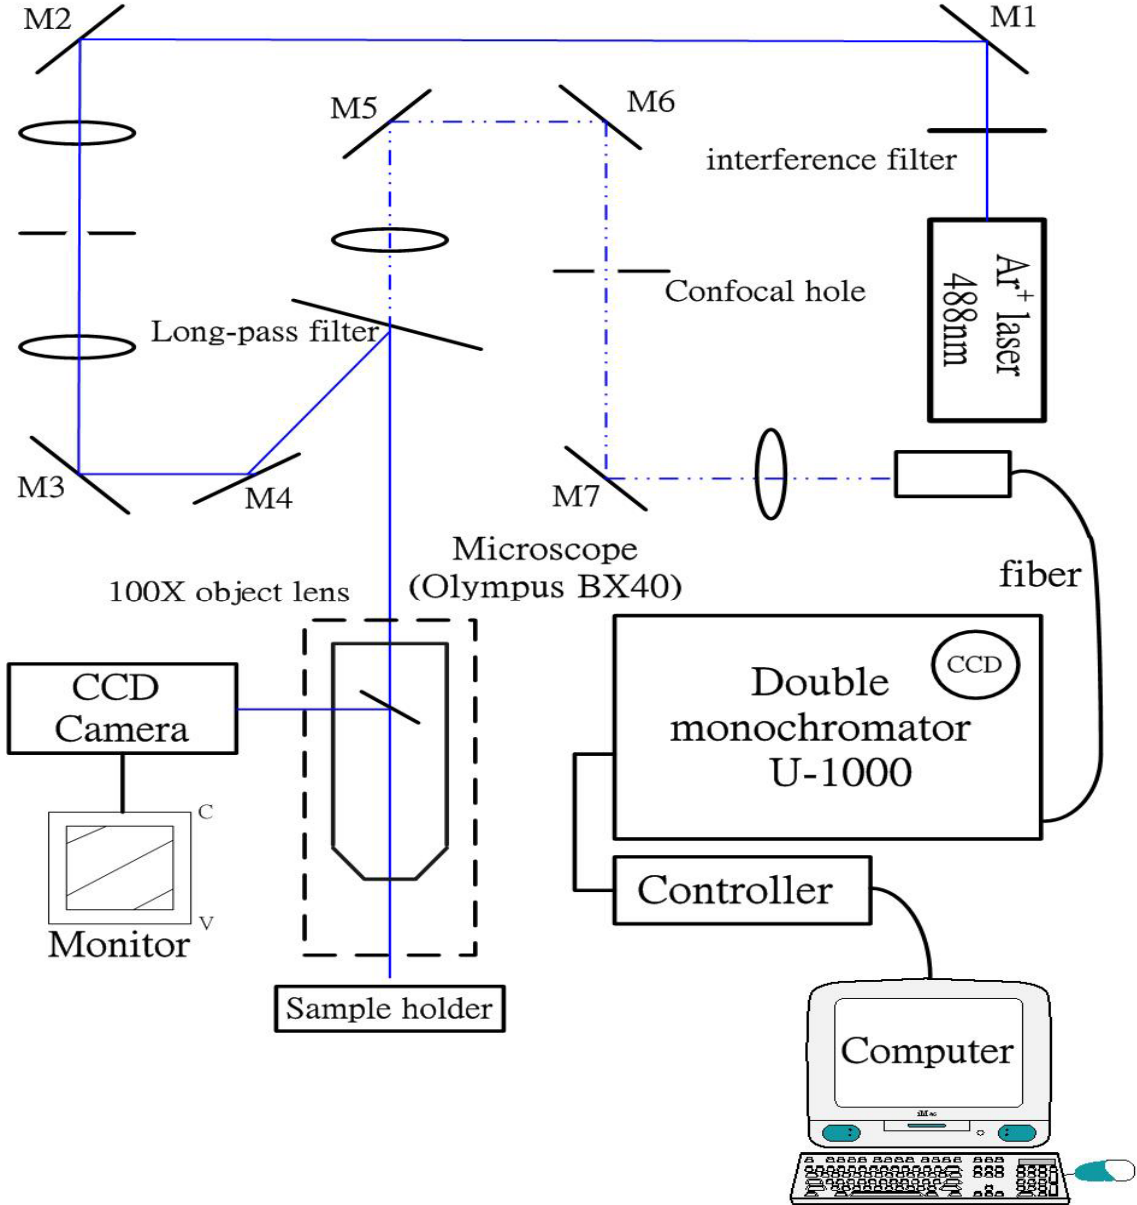 M2
M1
M5
M6
interference filter
Ar+ laser
488nm
Confocal hole
Long-pass filter
M3
M4
M7
Microscope
(Olympus BX40)
100X object lens
fiber
CCD
Camera
CCD
Double
monochromator
U-1000
C
V
Monitor
Controller
Sample holder
Computer
iMac